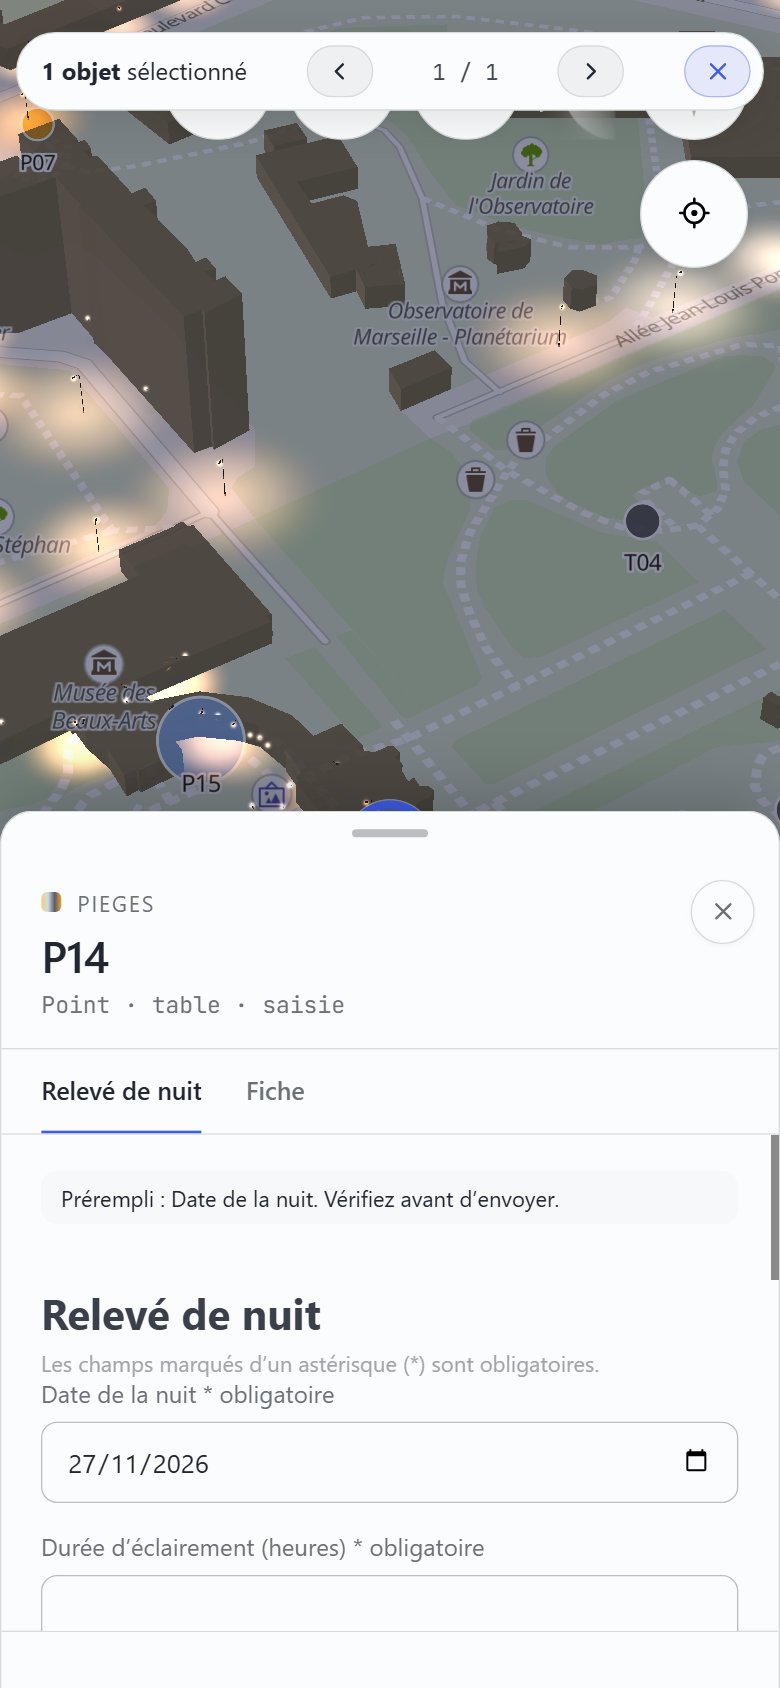 1 objet sélectionné
1 / 1
P07
Jardin de
l'Observatoire
Observatoire de
Marseille - Planétarium
Allée Jean-Louis
T04
Stéphan
Musée des
Beaux-Arts
P15
PIEGES
P14
Point · table · saisie
Relevé de nuit
Fiche
Prérempli : Date de la nuit. Vérifiez avant d’envoyer.
Relevé de nuit
Les champs marqués d’un astérisque (*) sont obligatoires.
Date de la nuit * obligatoire
27/11/2026
Durée d’éclairement (heures) * obligatoire